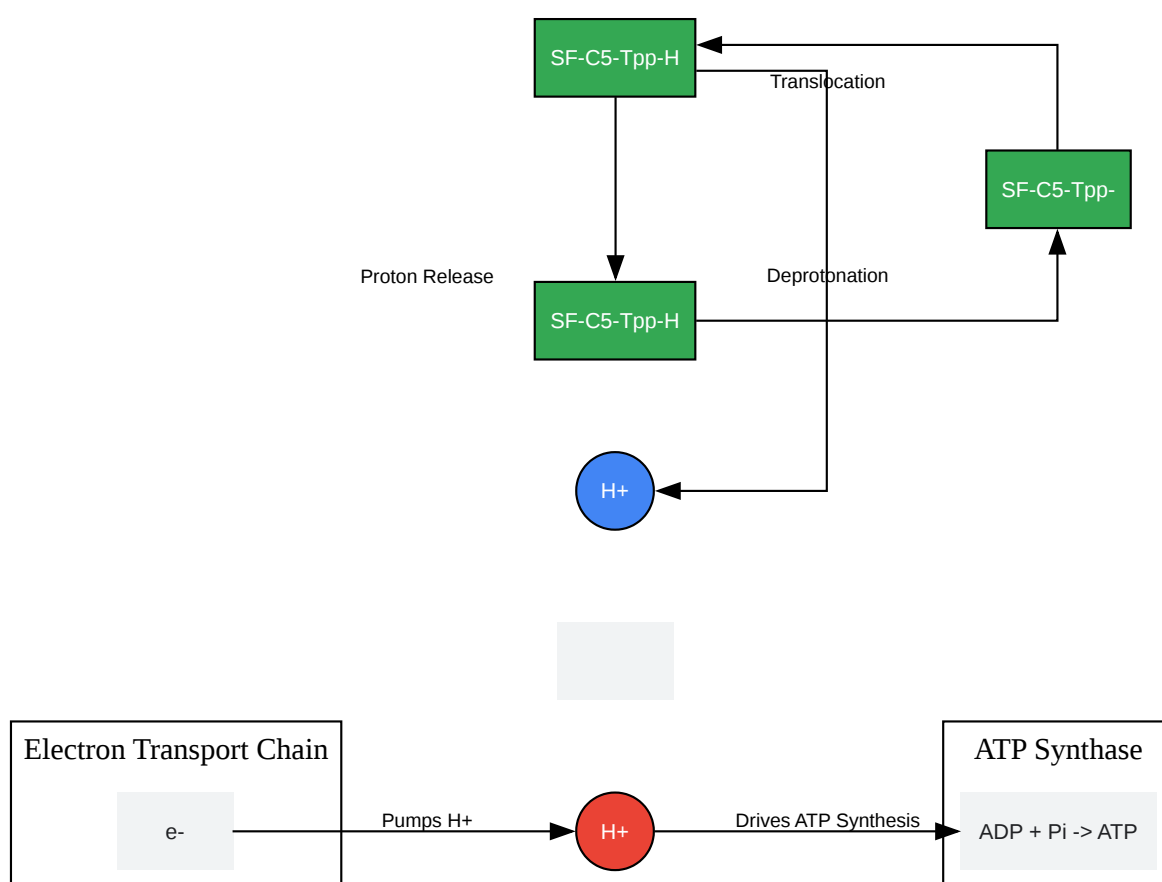 SF-C5-Tpp-H
Translocation
SF-C5-Tpp-
Proton Release
Deprotonation
SF-C5-Tpp-H
H+
Electron Transport Chain
ATP Synthase
e-
Pumps H+
H+
Drives ATP Synthesis
ADP + Pi -> ATP